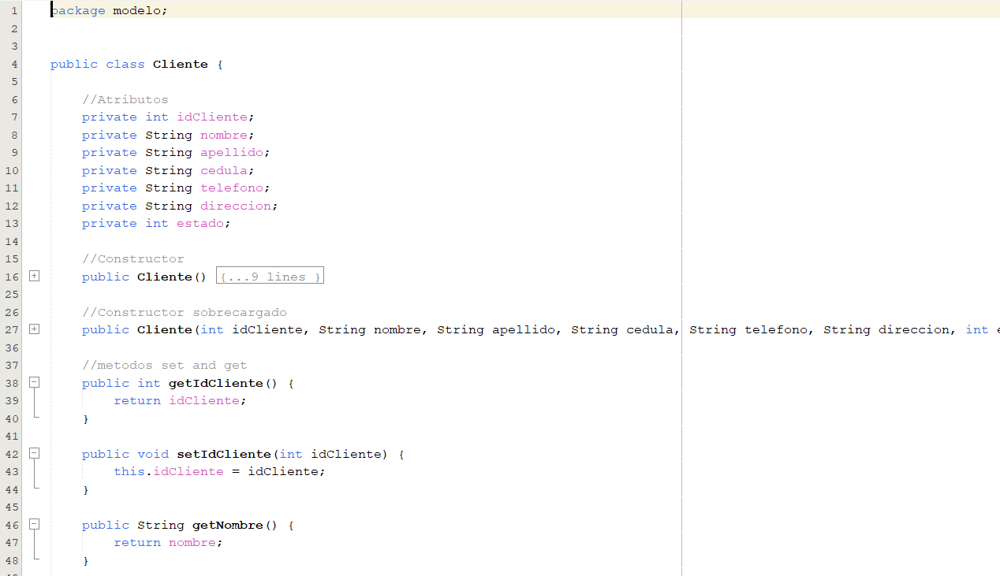 1 package modelo;
2
3
4 public class Cliente {
5
6 //Atributos
7 private int idCliente;
8 private String nombre;
9 private String apellido;
10 private String cedula;
11 private String telefono;
12 private String direccion;
13 private int estado;
14
15 //Constructor
16 public Cliente() {...9 lines }
25
26 //Constructor sobrecargado
27 public Cliente(int idCliente, String nombre, String apellido, String cedula, String telefono, String direccion, int
36
37 //metodos set and get
38 public int getIdCliente() {
39 return idCliente;
40 }
41
42 public void setIdCliente(int idCliente) {
43 this.idCliente = idCliente;
44 }
45
46 public String getNombre() {
47 return nombre;
48 }